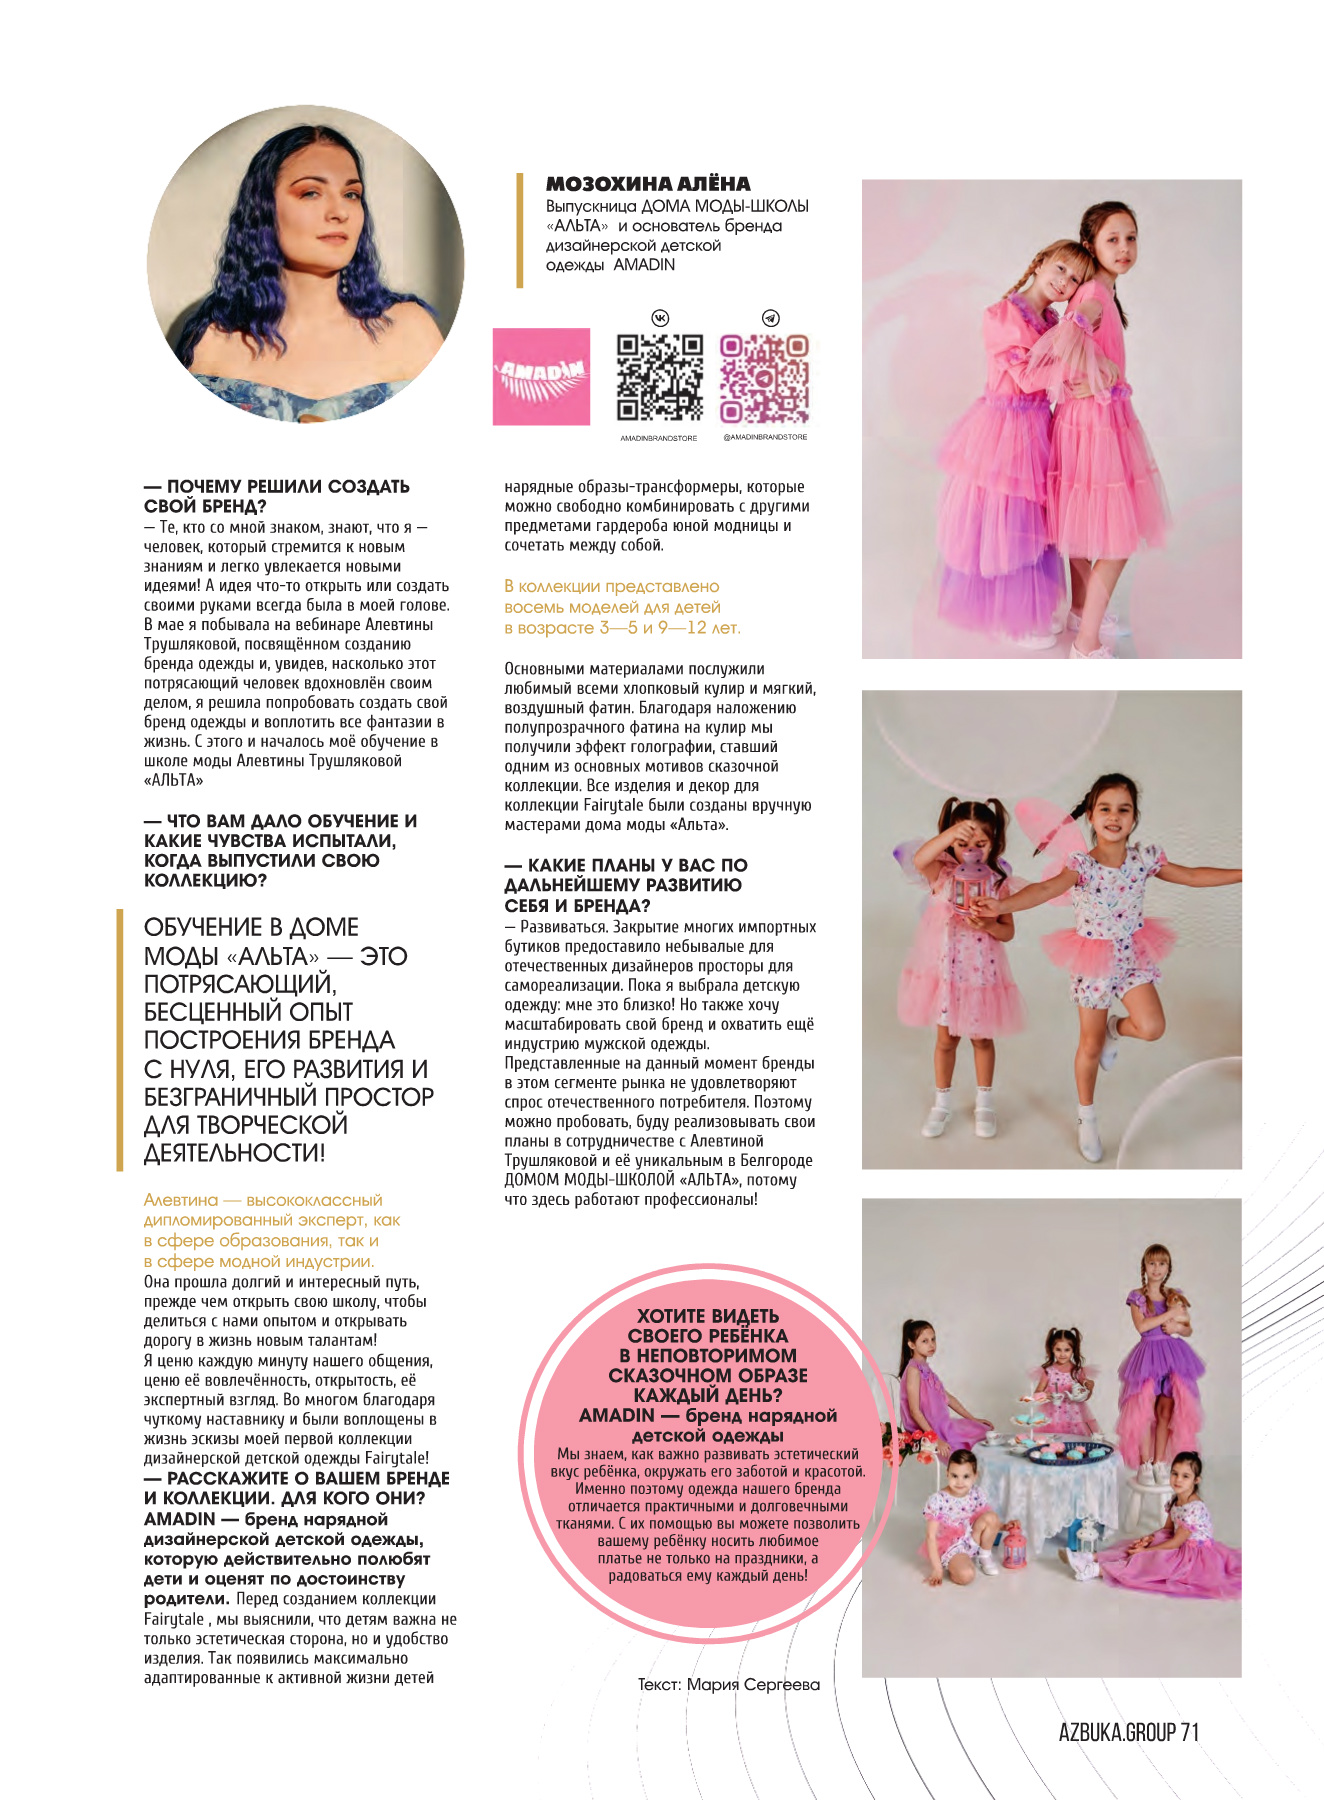 МОЗОХИНА АЛЁНА
Выпускница ДОМА МОДЫ-ШКОЛЫ
«АЛЬТА» и основатель бренда
дизайнерской детской
одежды AMADIN
AMADIN
AMADINBRANDSTORE
@AMADINBRANDSTORE
— ПОЧЕМУ РЕШИЛИ СОЗДАТЬ
СВОЙ БРЕНД?
— Те, кто со мной знаком, знают, что я —
человек, который стремится к новым
знаниям и легко увлекается новыми
идеями! А идея что-то открыть или создать
своими руками всегда была в моей голове.
В мае я побывала на вебинаре Алевтины
Трушляковой, посвящённом созданию
бренда одежды и, увидев, насколько этот
потрясающий человек вдохновлён своим
делом, я решила попробовать создать свой
бренд одежды и воплотить все фантазии в
жизнь. С этого и началось моё обучение в
школе моды Алевтины Трушляковой
«АЛЬТА»
— ЧТО ВАМ ДАЛО ОБУЧЕНИЕ И
КАКИЕ ЧУВСТВА ИСПЫТАЛИ,
КОГДА ВЫПУСТИЛИ СВОЮ
КОЛЛЕКЦИЮ?
ОБУЧЕНИЕ В ДОМЕ
МОДЫ «АЛЬТА» — ЭТО
ПОТРЯСАЮЩИЙ,
БЕСЦЕННЫЙ ОПЫТ
ПОСТРОЕНИЯ БРЕНДА
С НУЛЯ, ЕГО РАЗВИТИЯ И
БЕЗГРАНИЧНЫЙ ПРОСТОР
ДЛЯ ТВОРЧЕСКОЙ
ДЕЯТЕЛЬНОСТИ!
Алевтина — высококлассный
дипломированный эксперт, как
в сфере образования, так и
в сфере модной индустрии.
Она прошла долгий и интересный путь,
прежде чем открыть свою школу, чтобы
делиться с нами опытом и открывать
дорогу в жизнь новым талантам!
Я ценю каждую минуту нашего общения,
ценю её вовлечённость, открытость, её
экспертный взгляд. Во многом благодаря
чуткому наставнику и были воплощены в
жизнь эскизы моей первой коллекции
дизайнерской детской одежды Fairytale!
— РАССКАЖИТЕ О ВАШЕМ БРЕНДЕ
И КОЛЛЕКЦИИ. ДЛЯ КОГО ОНИ?
AMADIN — бренд нарядной
дизайнерской детской одежды,
которую действительно полюбят
дети и оценят по достоинству
родители. Перед созданием коллекции
Fairytale , мы выяснили, что детям важна не
только эстетическая сторона, но и удобство
изделия. Так появились максимально
адаптированные к активной жизни детей
нарядные образы-трансформеры, которые
можно свободно комбинировать с другими
предметами гардероба юной модницы и
сочетать между собой.
В коллекции представлено
восемь моделей для детей
в возрасте 3—5 и 9—12 лет.
Основными материалами послужили
любимый всеми хлопковый кулир и мягкий,
воздушный фатин. Благодаря наложению
полупрозрачного фатина на кулир мы
получили эффект голографии, ставший
одним из основных мотивов сказочной
коллекции. Все изделия и декор для
коллекции Fairytale были созданы вручную
мастерами дома моды «Альта».
— КАКИЕ ПЛАНЫ У ВАС ПО
ДАЛЬНЕЙШЕМУ РАЗВИТИЮ
СЕБЯ И БРЕНДА?
— Развиваться. Закрытие многих импортных
бутиков предоставило небывалые для
отечественных дизайнеров просторы для
самореализации. Пока я выбрала детскую
одежду: мне это близко! Но также хочу
масштабировать свой бренд и охватить ещё
индустрию мужской одежды.
Представленные на данный момент бренды
в этом сегменте рынка не удовлетворяют
спрос отечественного потребителя. Поэтому
можно пробовать, буду реализовывать свои
планы в сотрудничестве с Алевтиной
Трушляковой и её уникальным в Белгороде
ДОМОМ МОДЫ-ШКОЛОЙ «АЛЬТА», потому
что здесь работают профессионалы!
ХОТИТЕ ВИДЕТЬ
СВОЕГО РЕБЁНКА
В НЕПОВТОРИМОМ
СКАЗОЧНОМ ОБРАЗЕ
КАЖДЫЙ ДЕНЬ?
AMADIN — бренд нарядной
детской одежды
Мы знаем, как важно развивать эстетический
вкус ребёнка, окружать его заботой и красотой.
Именно поэтому одежда нашего бренда
отличается практичными и долговечными
тканями. С их помощью вы можете позволить
вашему ребёнку носить любимое
платье не только на праздники, а
радоваться ему каждый день!
Текст: Мария Сергеева
AZBUKA.GROUP 71